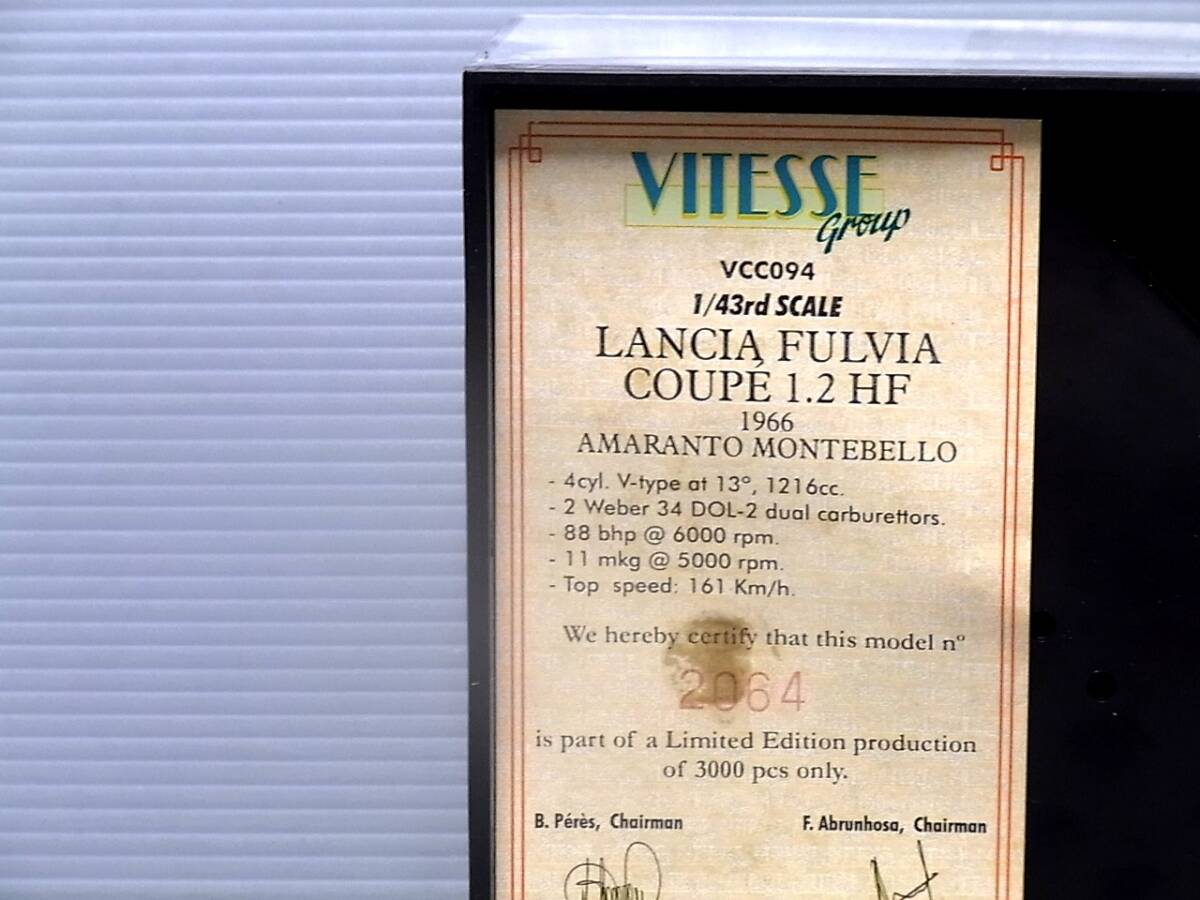 VITESSE
Group
VCC094
1/43rd SCALE
LANCIA FULVIA
COUPÉ 1.2 HF
1966
AMARANTO MONTEBELLO
- 4cyl. V-type at 13º, 1216cc.
- 2 Weber 34 DOL-2 dual carburettors.
- 88 bhp @ 6000 rpm.
- 11 mkg @ 5000 rpm.
- Top speed: 161 Km/h.
We hereby certify that this model nº
2064
is part of a Limited Edition production
of 3000 pcs only.
B. Pérès, Chairman F. Abrunhosa, Chairman